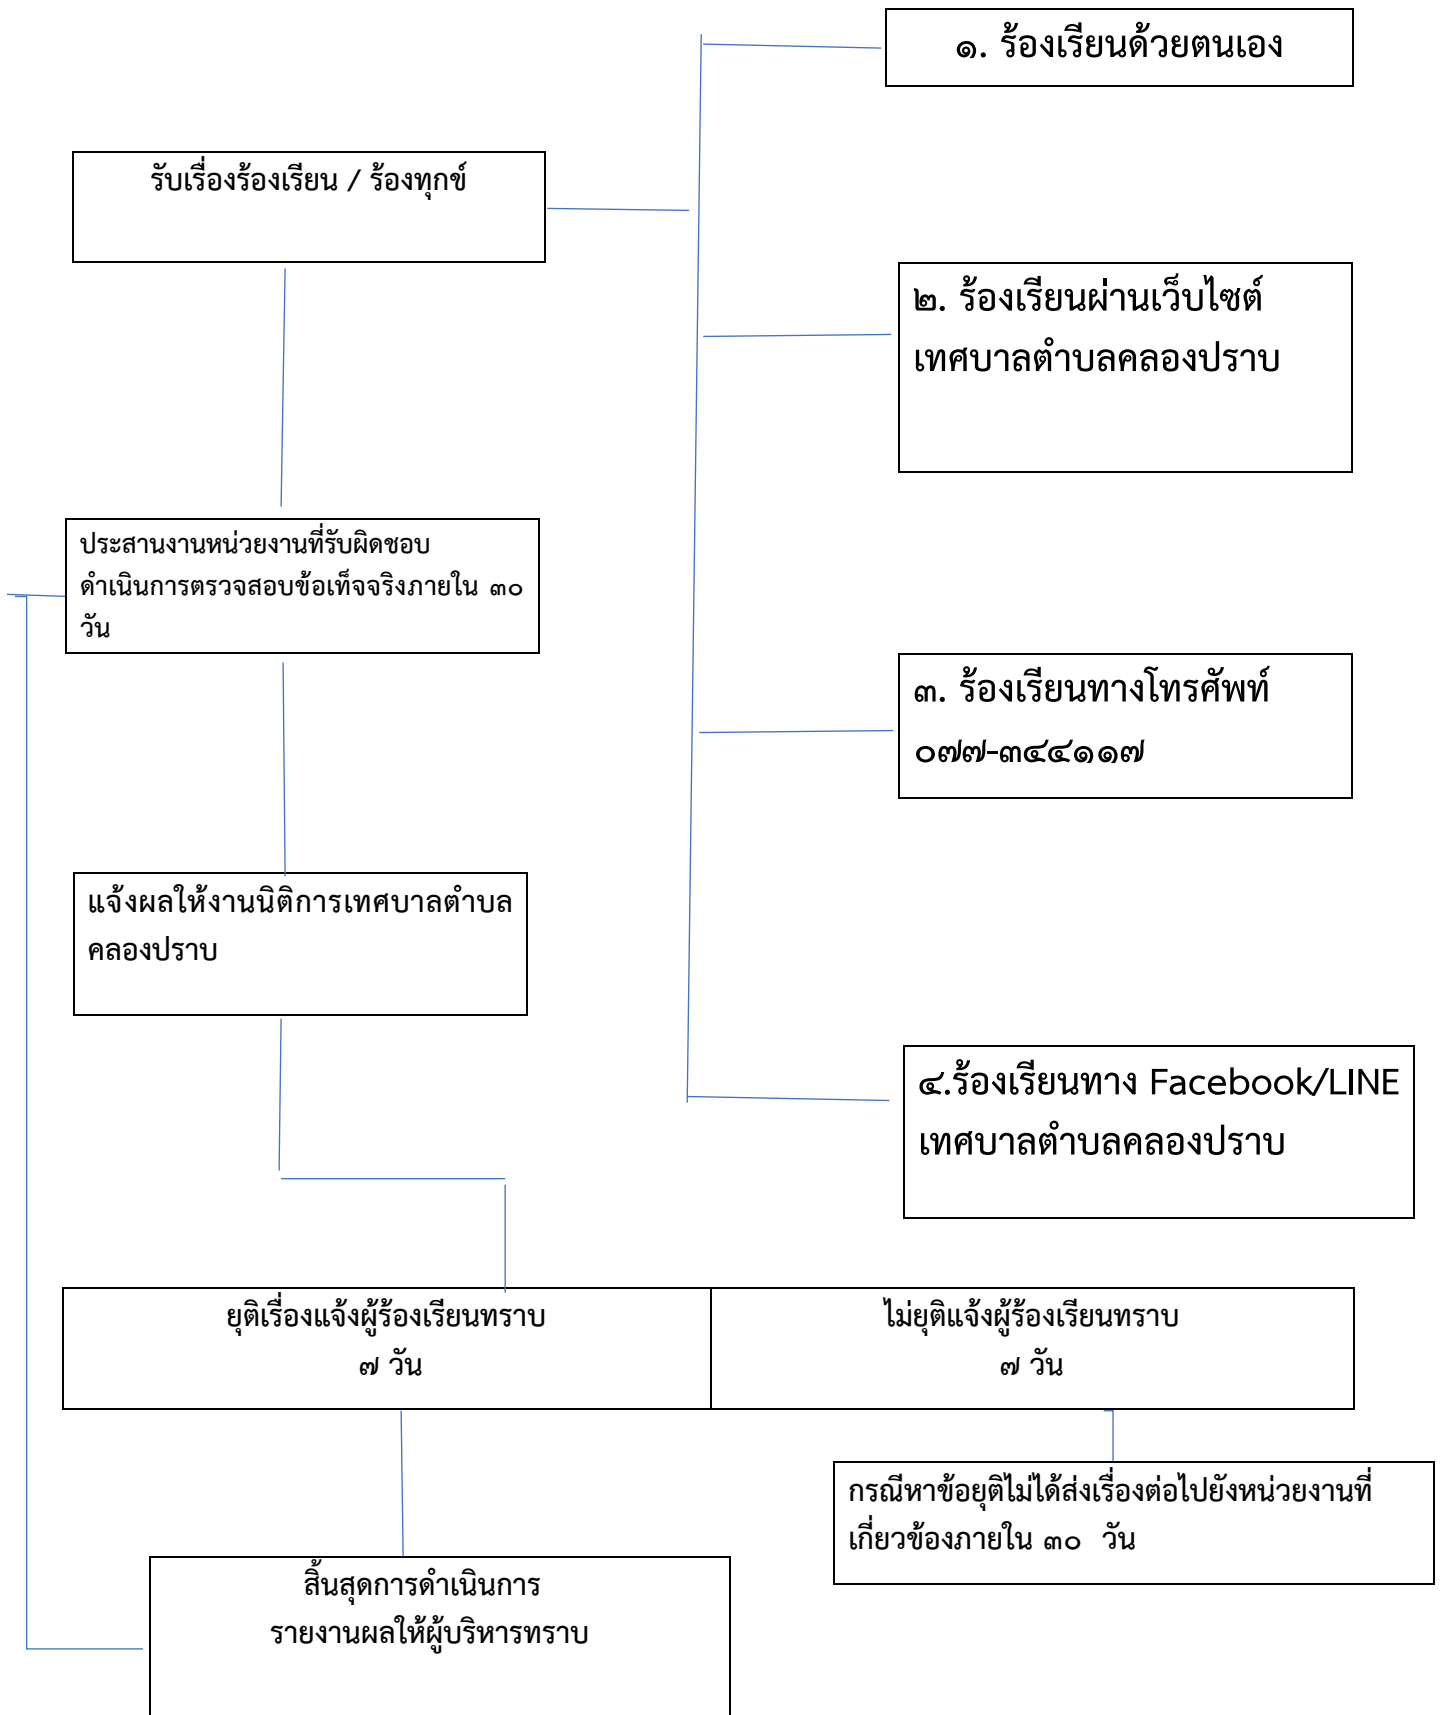 ๑. ร้องเรียนด้วยตนเอง
รับเรื่องร้องเรียน / ร้องทุกข์
๒. ร้องเรียนผ่านเว็บไซต์
เทศบาลตำบลคลองปราบ
ประสานงานหน่วยงานที่รับผิดชอบ
ดำเนินการตรวจสอบข้อเท็จจริงภายใน ๓๐
วัน
๓. ร้องเรียนทางโทรศัพท์
๐๗๗-๓๔๔๑๑๗
แจ้งผลให้งานนิติการเทศบาลตำบล
คลองปราบ
๔.ร้องเรียนทาง Facebook/LINE
เทศบาลตำบลคลองปราบ
ยุติเรื่องแจ้งผู้ร้องเรียนทราบ
๗ วัน
ไม่ยุติแจ้งผู้ร้องเรียนทราบ
๗ วัน
กรณีหาข้อยุติไม่ได้ส่งเรื่องต่อไปยังหน่วยงานที่
เกี่ยวข้องภายใน ๓๐ วัน
สิ้นสุดการดำเนินการ
รายงานผลให้ผู้บริหารทราบ